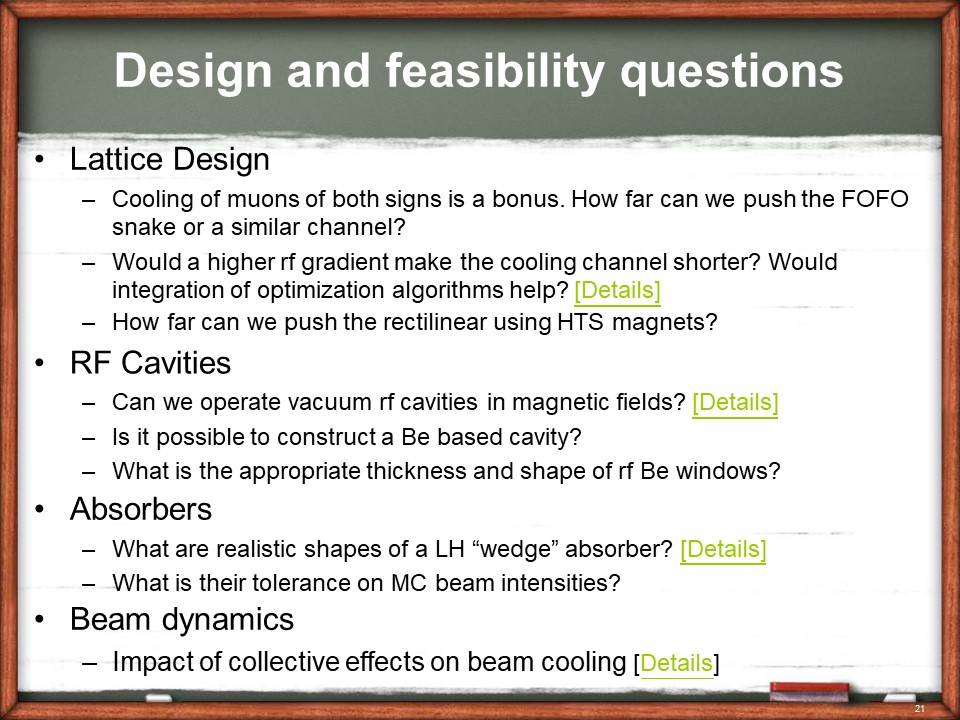 Design and feasibility questions
• Lattice Design
– Cooling of muons of both signs is a bonus. How far can we push the FOFO
snake or a similar channel?
– Would a higher rf gradient make the cooling channel shorter? Would
integration of optimization algorithms help? [Details]
– How far can we push the rectilinear using HTS magnets?
• RF Cavities
– Can we operate vacuum rf cavities in magnetic fields? [Details]
– Is it possible to construct a Be based cavity?
– What is the appropriate thickness and shape of rf Be windows?
• Absorbers
– What are realistic shapes of a LH “wedge” absorber? [Details]
– What is their tolerance on MC beam intensities?
• Beam dynamics
– Impact of collective effects on beam cooling [Details]
21